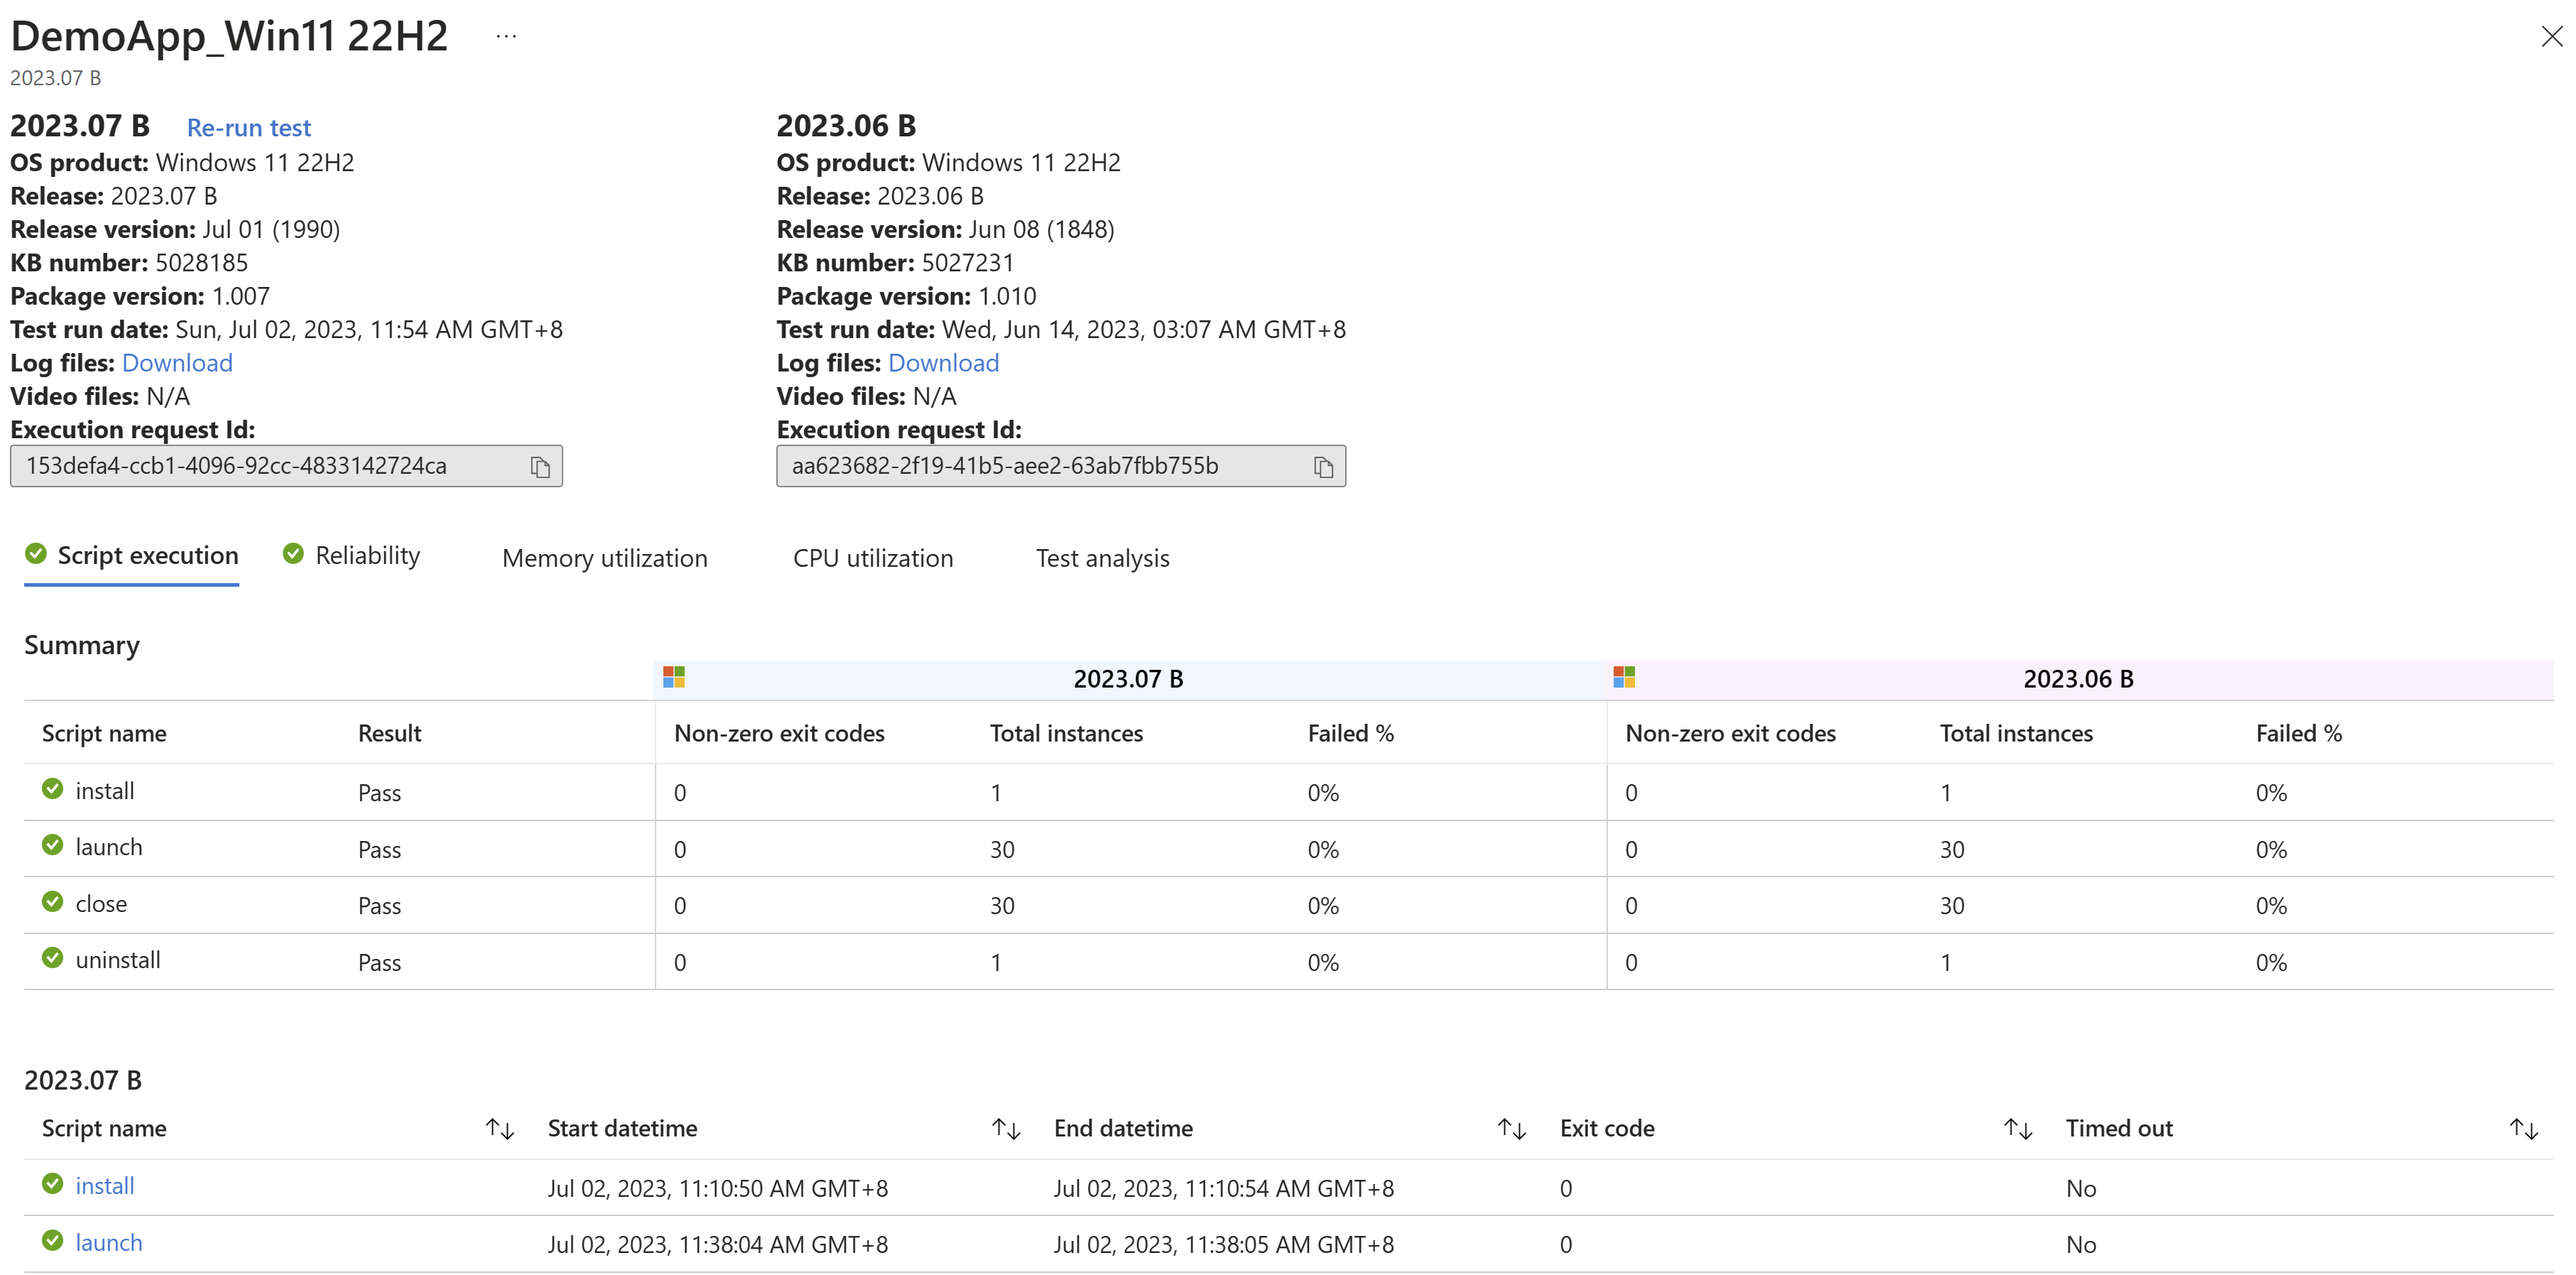 DemoApp_Win11 22H2 ...
2023.07 B
2023.07 B Re-run test
OS product: Windows 11 22H2
Release: 2023.07 B
Release version: Jul 01 (1990)
KB number: 5028185
Package version: 1.007
Test run date: Sun, Jul 02, 2023, 11:54 AM GMT+8
Log files: Download
Video files: N/A
Execution request Id:
153defa4-ccb1-4096-92cc-4833142724ca
2023.06 B
OS product: Windows 11 22H2
Release: 2023.06 B
Release version: Jun 08 (1848)
KB number: 5027231
Package version: 1.010
Test run date: Wed, Jun 14, 2023, 03:07 AM GMT+8
Log files: Download
Video files: N/A
Execution request Id:
aa623682-2f19-41b5-aee2-63ab7fbb755b
Script execution Reliability Memory utilization CPU utilization Test analysis
Summary
2023.07 B 2023.06 B
Script name Result Non-zero exit codes Total instances Failed % Non-zero exit codes Total instances Failed %
install Pass 0 1 0% 0 1 0%
launch Pass 0 30 0% 0 30 0%
close Pass 0 30 0% 0 30 0%
uninstall Pass 0 1 0% 0 1 0%
2023.07 B
Script name Start datetime End datetime Exit code Timed out
install Jul 02, 2023, 11:10:50 AM GMT+8 Jul 02, 2023, 11:10:54 AM GMT+8 0 No
launch Jul 02, 2023, 11:38:04 AM GMT+8 Jul 02, 2023, 11:38:05 AM GMT+8 0 No